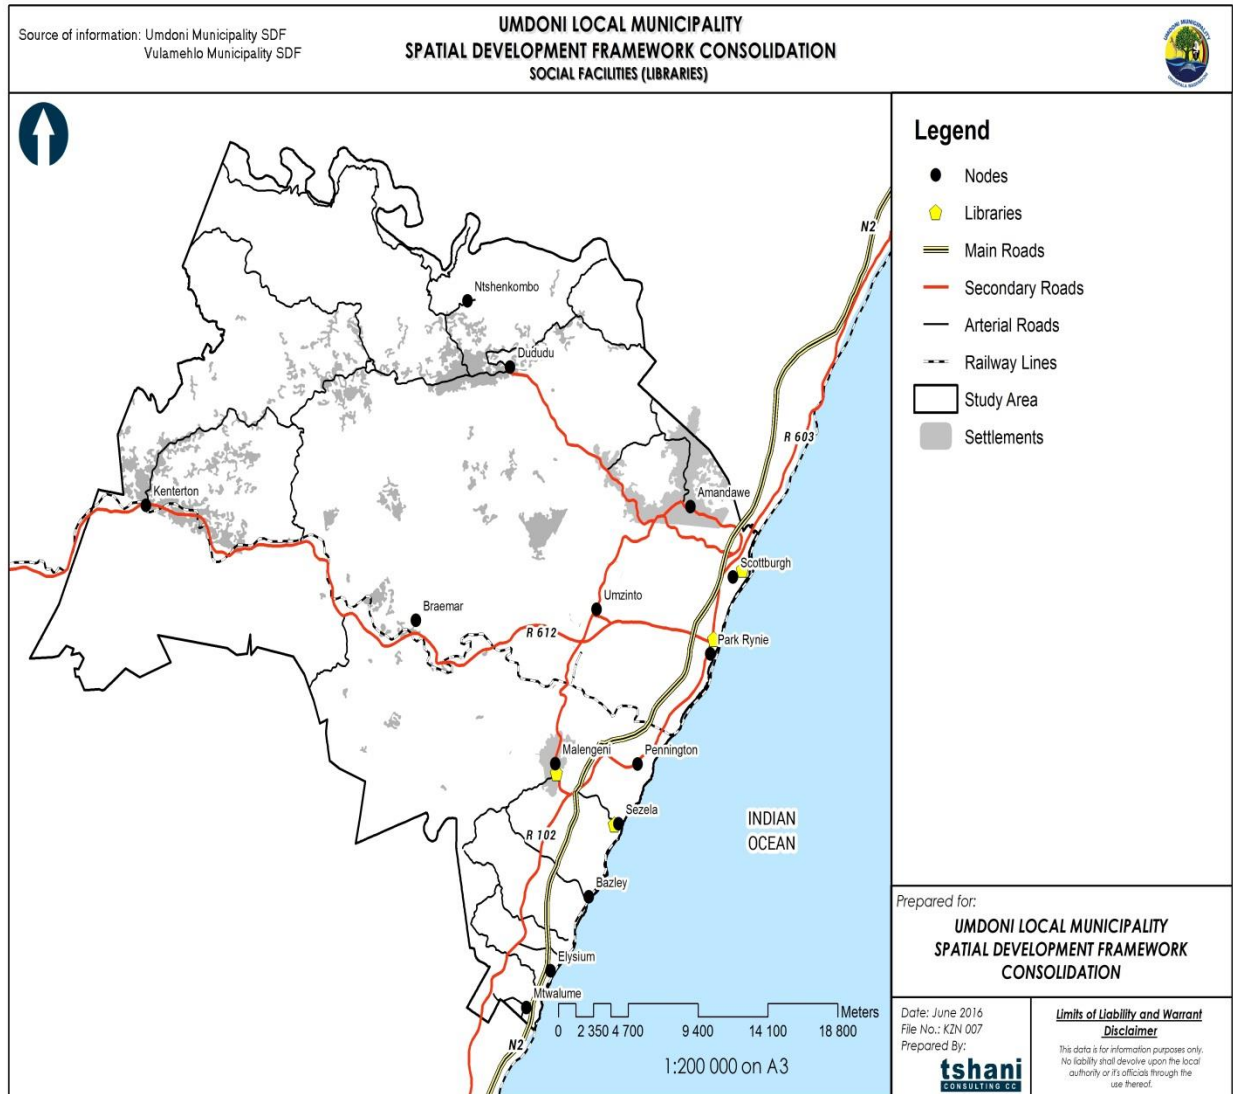 Source of information: Umdoni Municipality SDF
Vulamehlo Municipality SDF
UMDONI LOCAL MUNICIPALITY
SPATIAL DEVELOPMENT FRAMEWORK CONSOLIDATION
SOCIAL FACILITIES (LIBRARIES)
UMDONI MUNICIPALITY
N2
Ntshenkombo
Dududu
R 603
Kenterton
Amandawe
Scottburgh
Umzinto
Braemar
R 612
Park Rynie
Malengeni
Pennington
Sezela
INDIAN
OCEAN
R 102
Bazley
Elysium
Mtwalume
N2
Meters
0 2 350 4 700 9 400 14 100 18 800
1:200 000 on A3
Legend
Nodes
Libraries
Main Roads
Secondary Roads
Arterial Roads
Railway Lines
Study Area
Settlements
Prepared for:
UMDONI LOCAL MUNICIPALITY
SPATIAL DEVELOPMENT FRAMEWORK
CONSOLIDATION
Date: June 2016
File No.: KZN 007
Prepared By:
tshani
CONSULTING CC
Limits of Liability and Warrant
Disclaimer
This data is for information purposes only.
No liability shall devolve upon the local
authority or it's officials through the
use thereof.